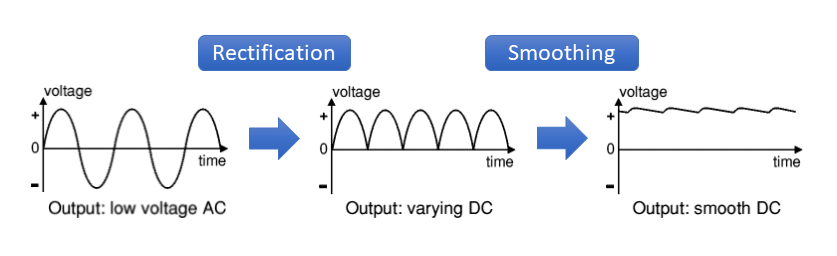 Rectification
Smoothing
voltage
+
0
time
-
Output: low voltage AC
voltage
+
0
time
-
Output: varying DC
voltage
+
0
time
-
Output: smooth DC